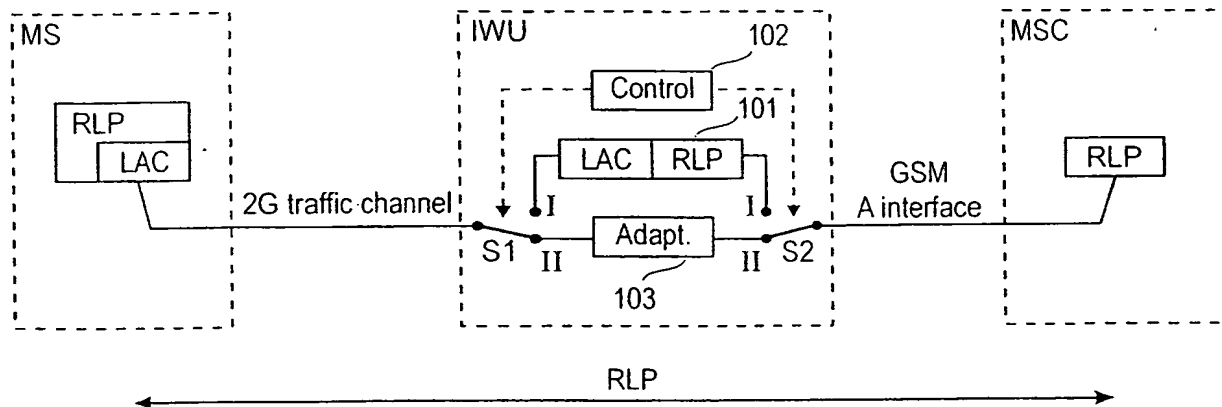 MS
IWU
MSC
102
Control
101
RLP
LAC
LAC RLP
RLP
2G traffic channel
I
I
GSM
A interface
S1
II
Adapt.
II
S2
103
RLP